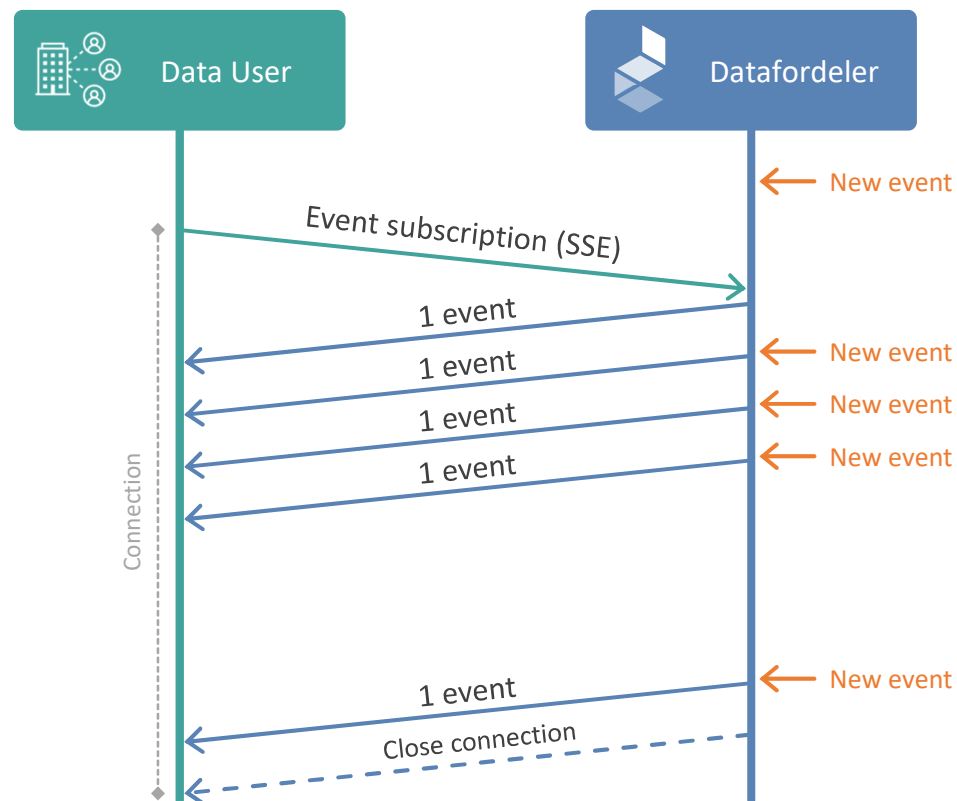 Data User
Datafordeler
New event
Event subscription (SSE)
1 event
New event
1 event
New event
1 event
New event
1 event
Connection
New event
1 event
Close connection